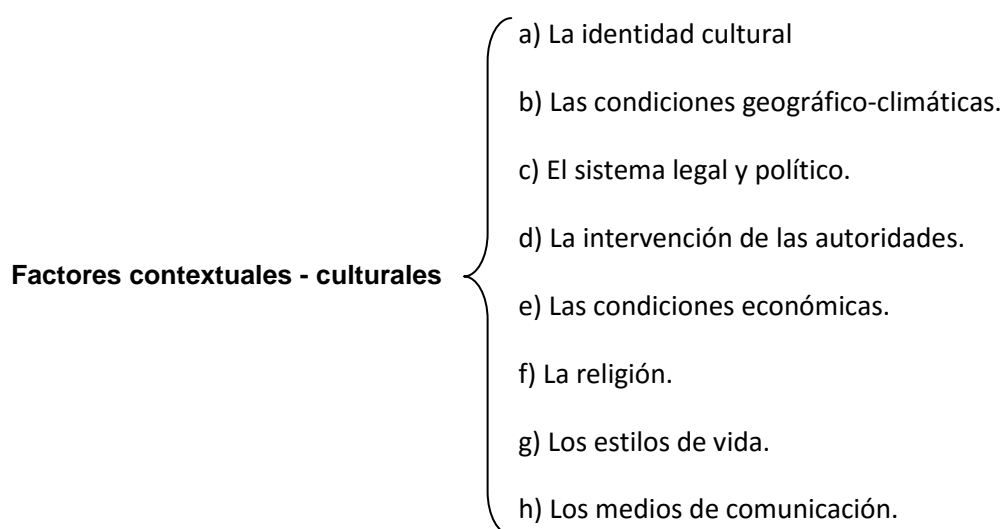 a) La identidad cultural
b) Las condiciones geográfico-climáticas.
c) El sistema legal y político.
d) La intervención de las autoridades.
Factores contextuales - culturales
e) Las condiciones económicas.
f) La religión.
g) Los estilos de vida.
h) Los medios de comunicación.